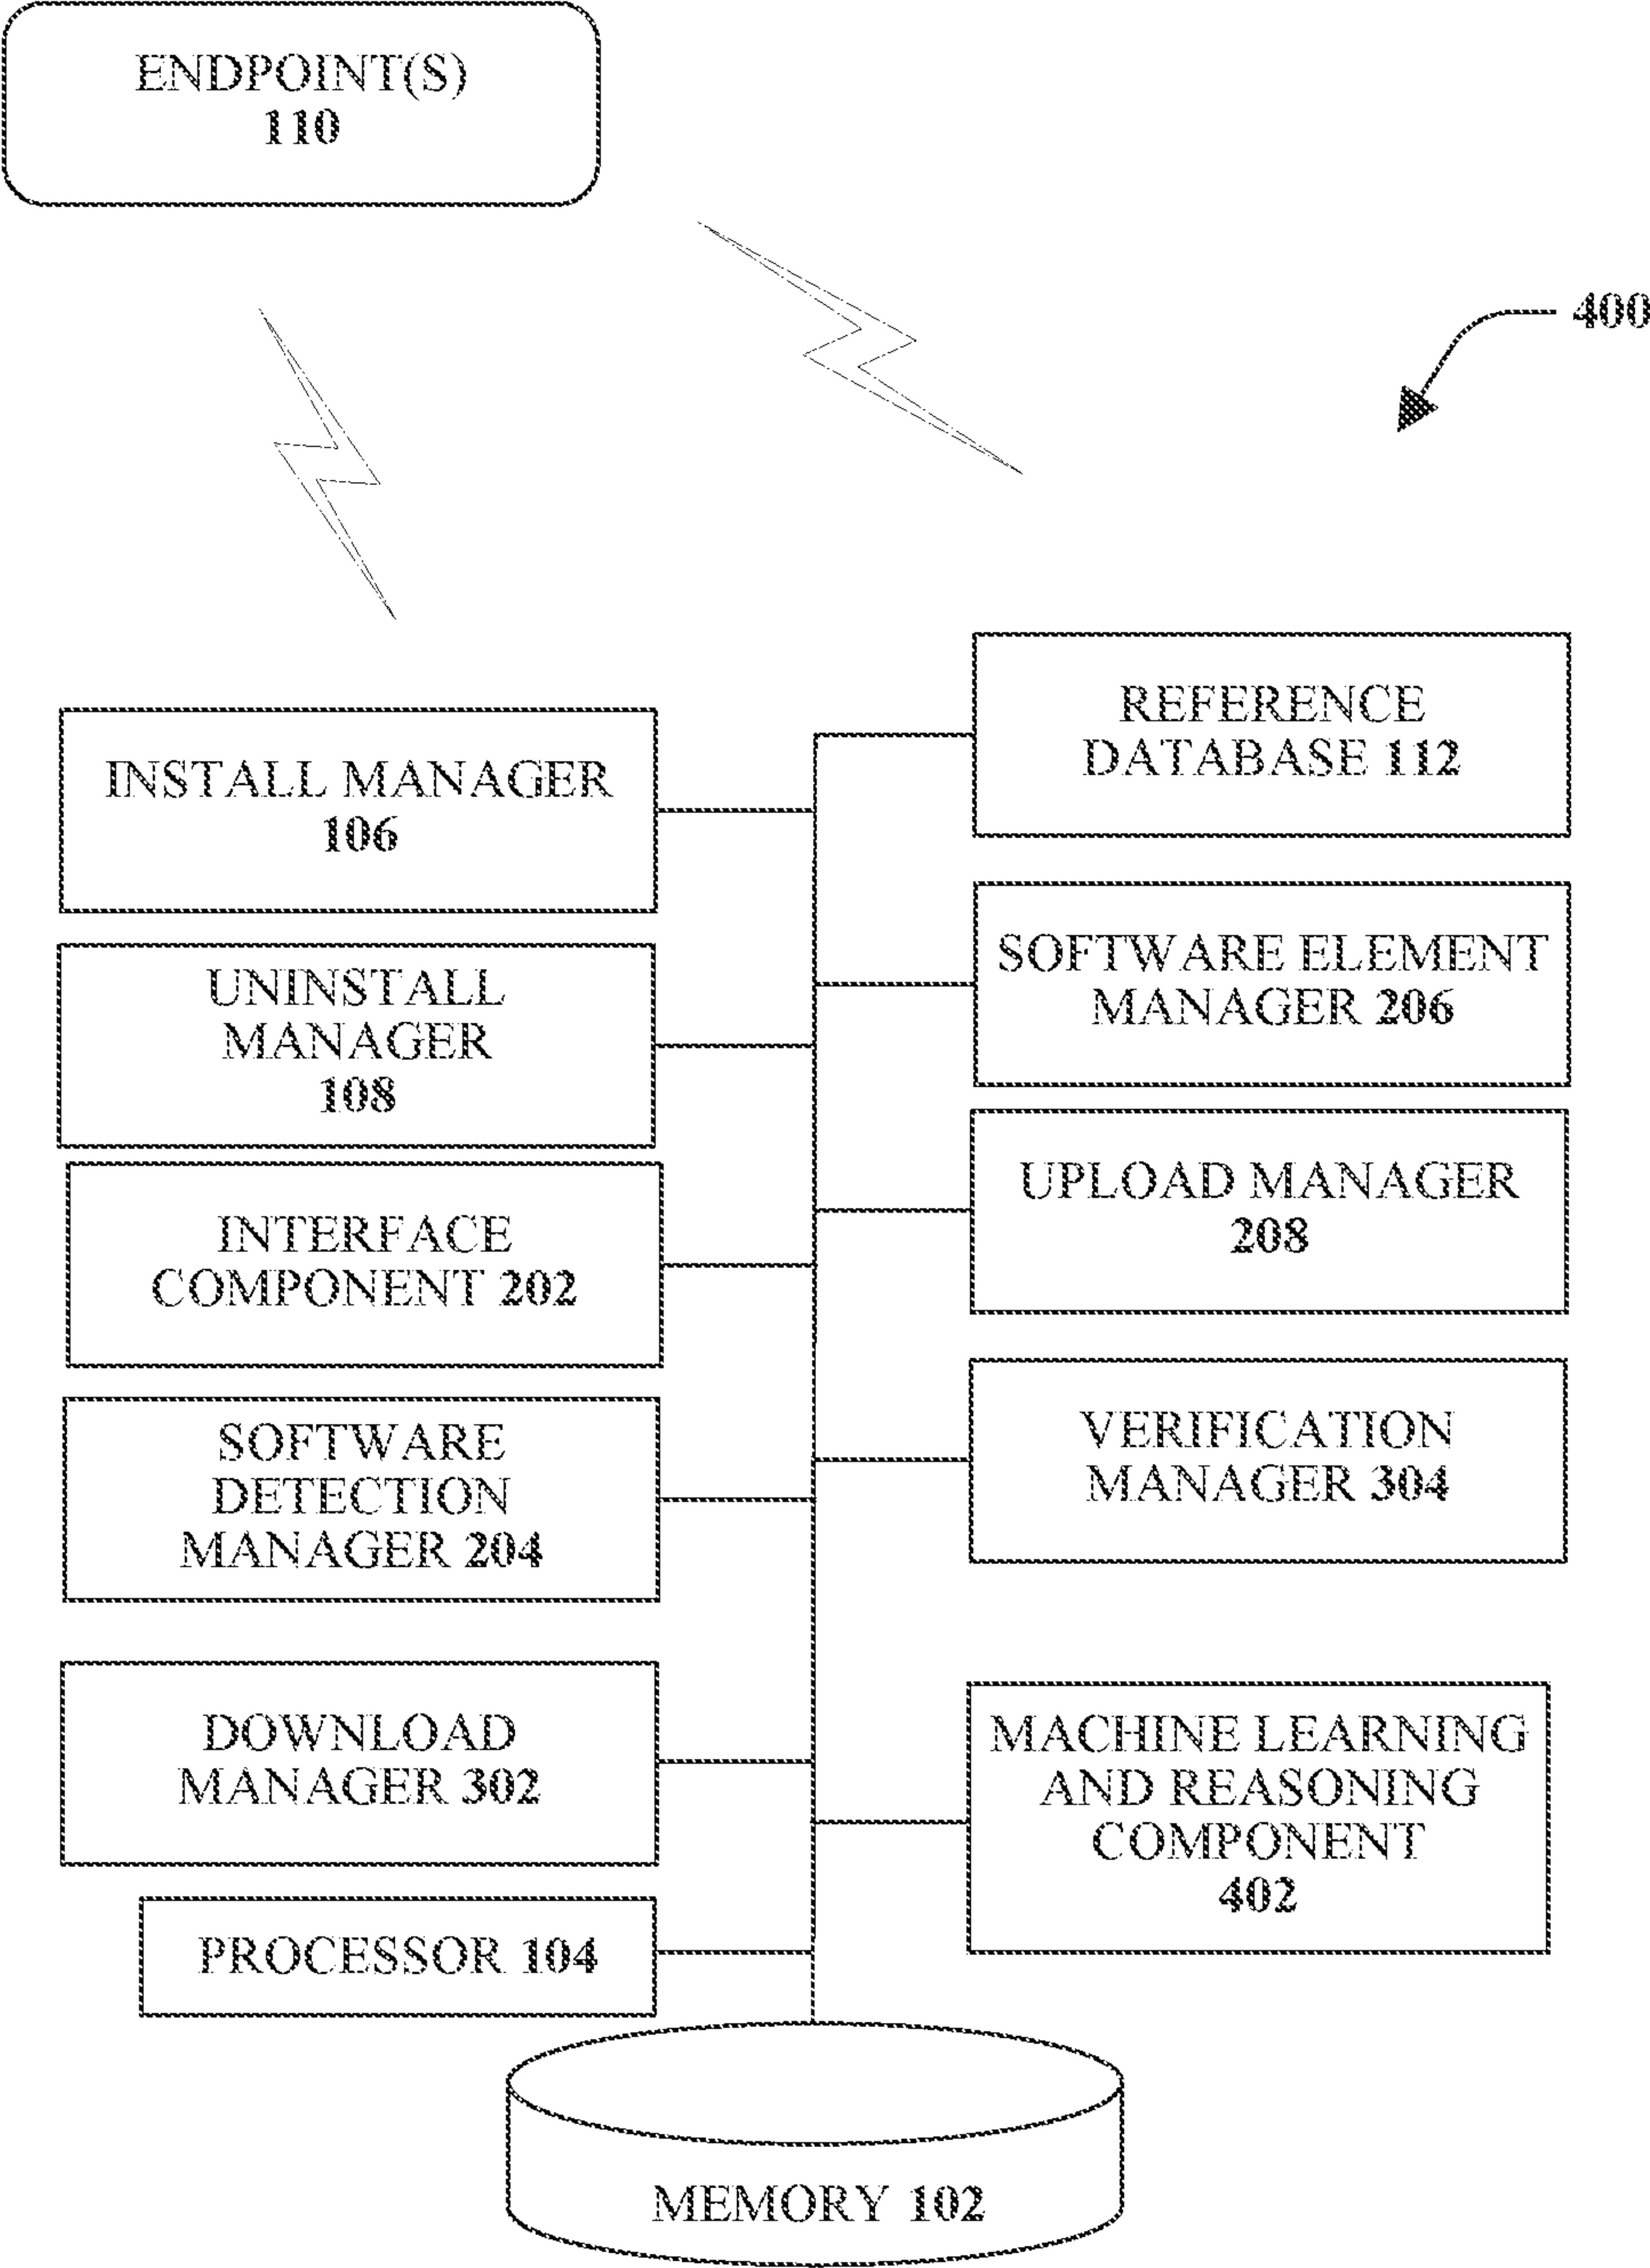 ENDPOINT(S)
110
400
INSTALL MANAGER
106
UNINSTALL
MANAGER
108
INTERFACE
COMPONENT 202
SOFTWARE
DETECTION
MANAGER 204
DOWNLOAD
MANAGER 302
PROCESSOR 104
REFERENCE
DATABASE 112
SOFTWARE ELEMENT
MANAGER 206
UPLOAD MANAGER
208
VERIFICATION
MANAGER 304
MACHINE LEARNING
AND REASONING
COMPONENT
402
MEMORY 102